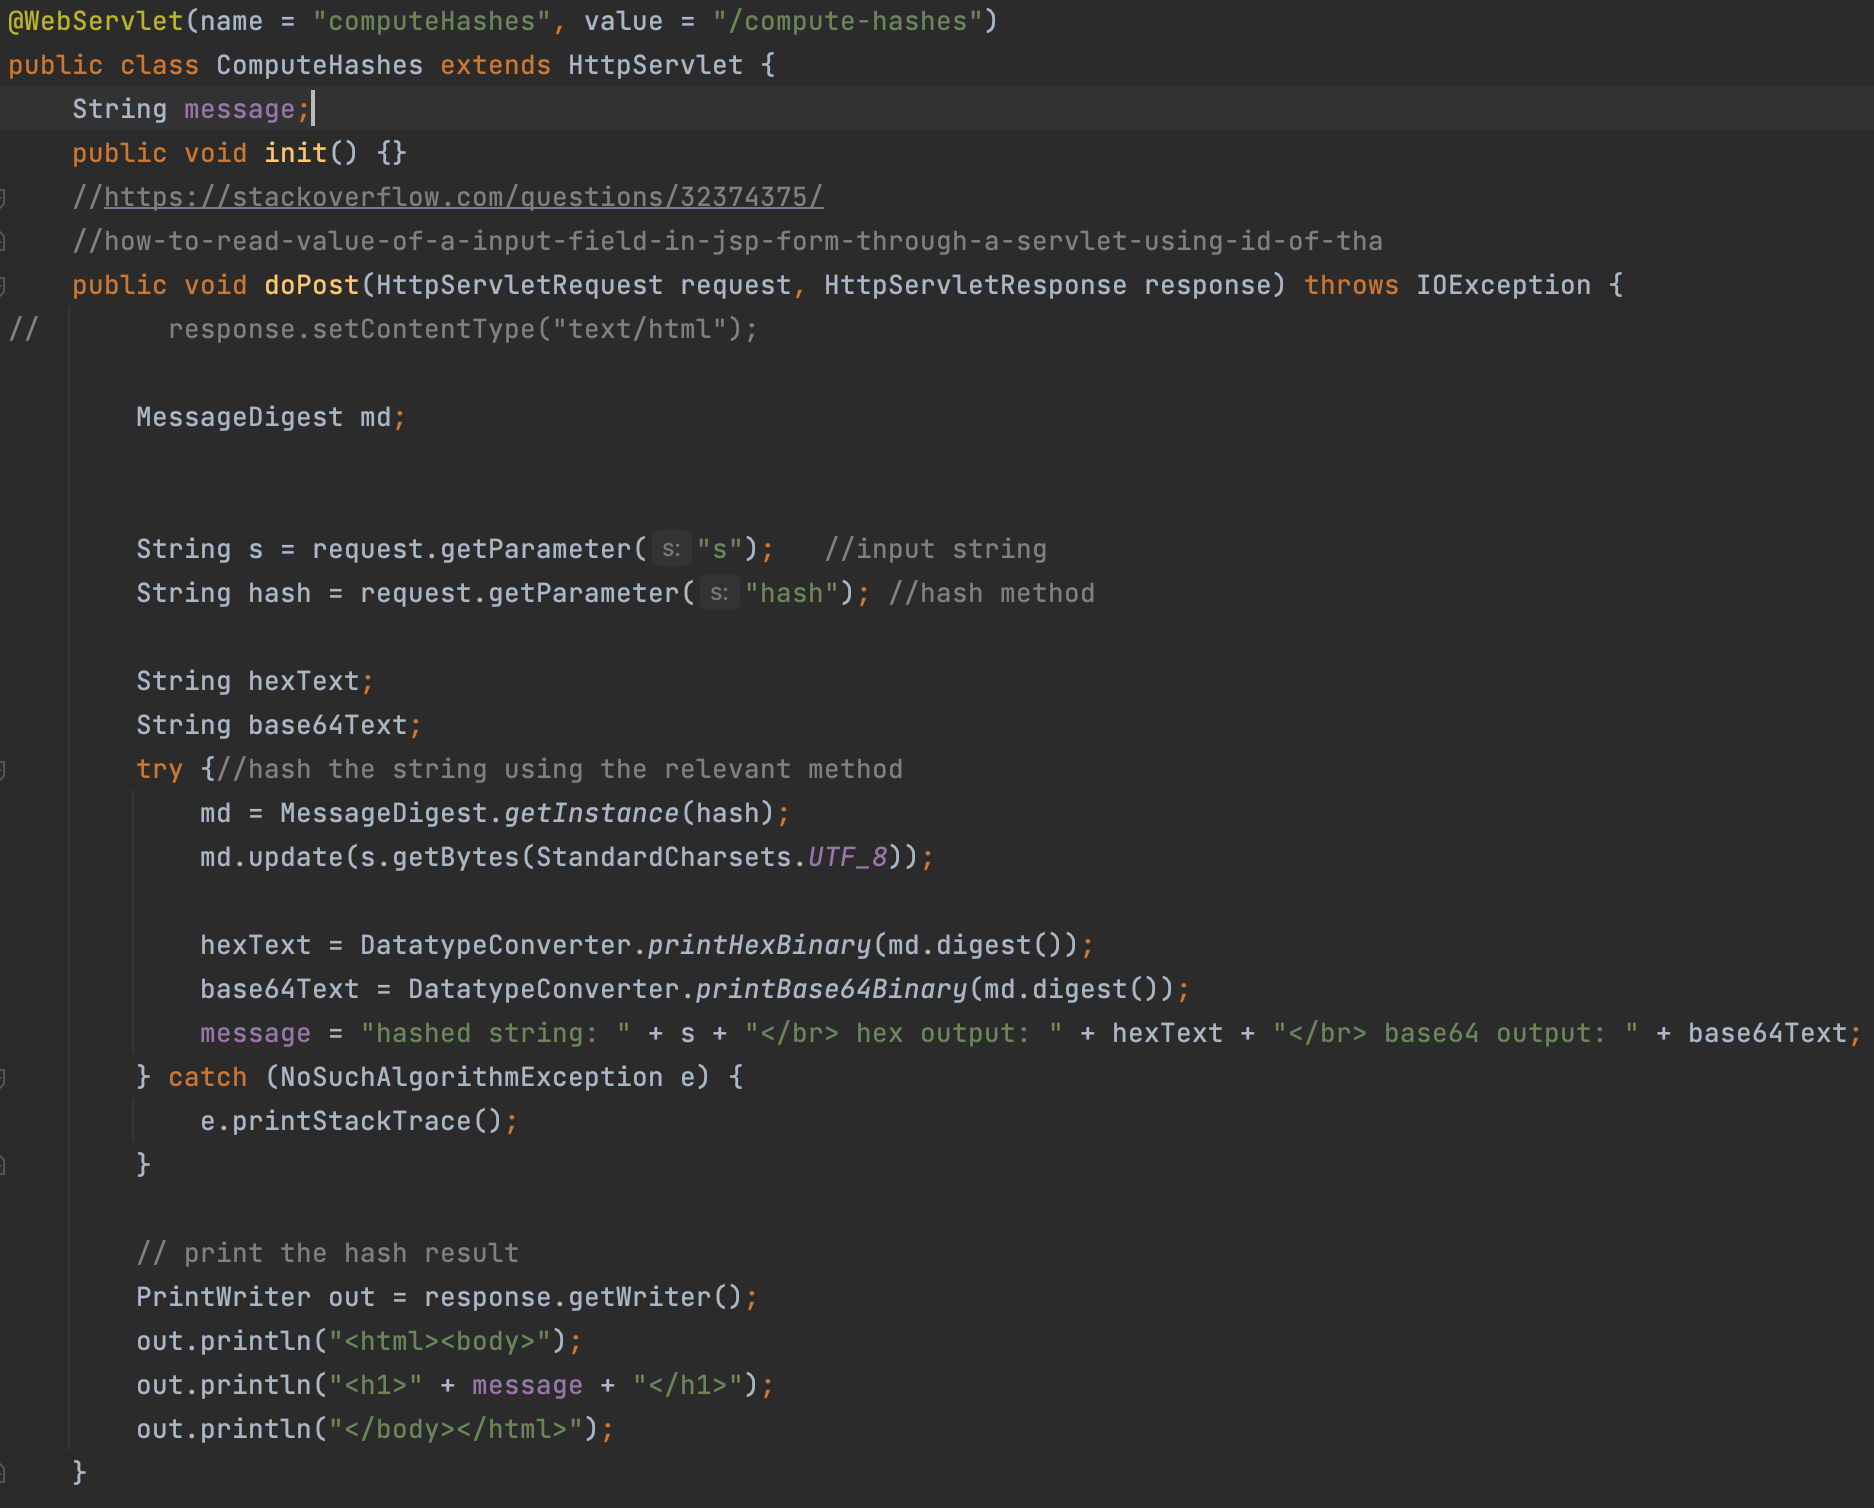 @WebServlet(name = "computeHashes", value = "/compute-hashes")
public class ComputeHashes extends HttpServlet {
    String message;
    public void init() {}
    //https://stackoverflow.com/questions/32374375/
    //how-to-read-value-of-a-input-field-in-jsp-form-through-a-servlet-using-id-of-tha
    public void doPost(HttpServletRequest request, HttpServletResponse response) throws IOException {
//        response.setContentType("text/html");
        MessageDigest md;
        String s = request.getParameter( s: "s");   //input string
        String hash = request.getParameter( s: "hash"); //hash method
        String hexText;
        String base64Text;
        try {//hash the string using the relevant method
            md = MessageDigest.getInstance(hash);
            md.update(s.getBytes(StandardCharsets.UTF_8));
            hexText = DatatypeConverter.printHexBinary(md.digest());
            base64Text = DatatypeConverter.printBase64Binary(md.digest());
            message = "hashed string: " + s + "</br> hex output: " + hexText + "</br> base64 output: " + base64Text;
        } catch (NoSuchAlgorithmException e) {
            e.printStackTrace();
        }
        // print the hash result
        PrintWriter out = response.getWriter();
        out.println("<html><body>");
        out.println("<h1>" + message + "</h1>");
        out.println("</body></html>");
    }